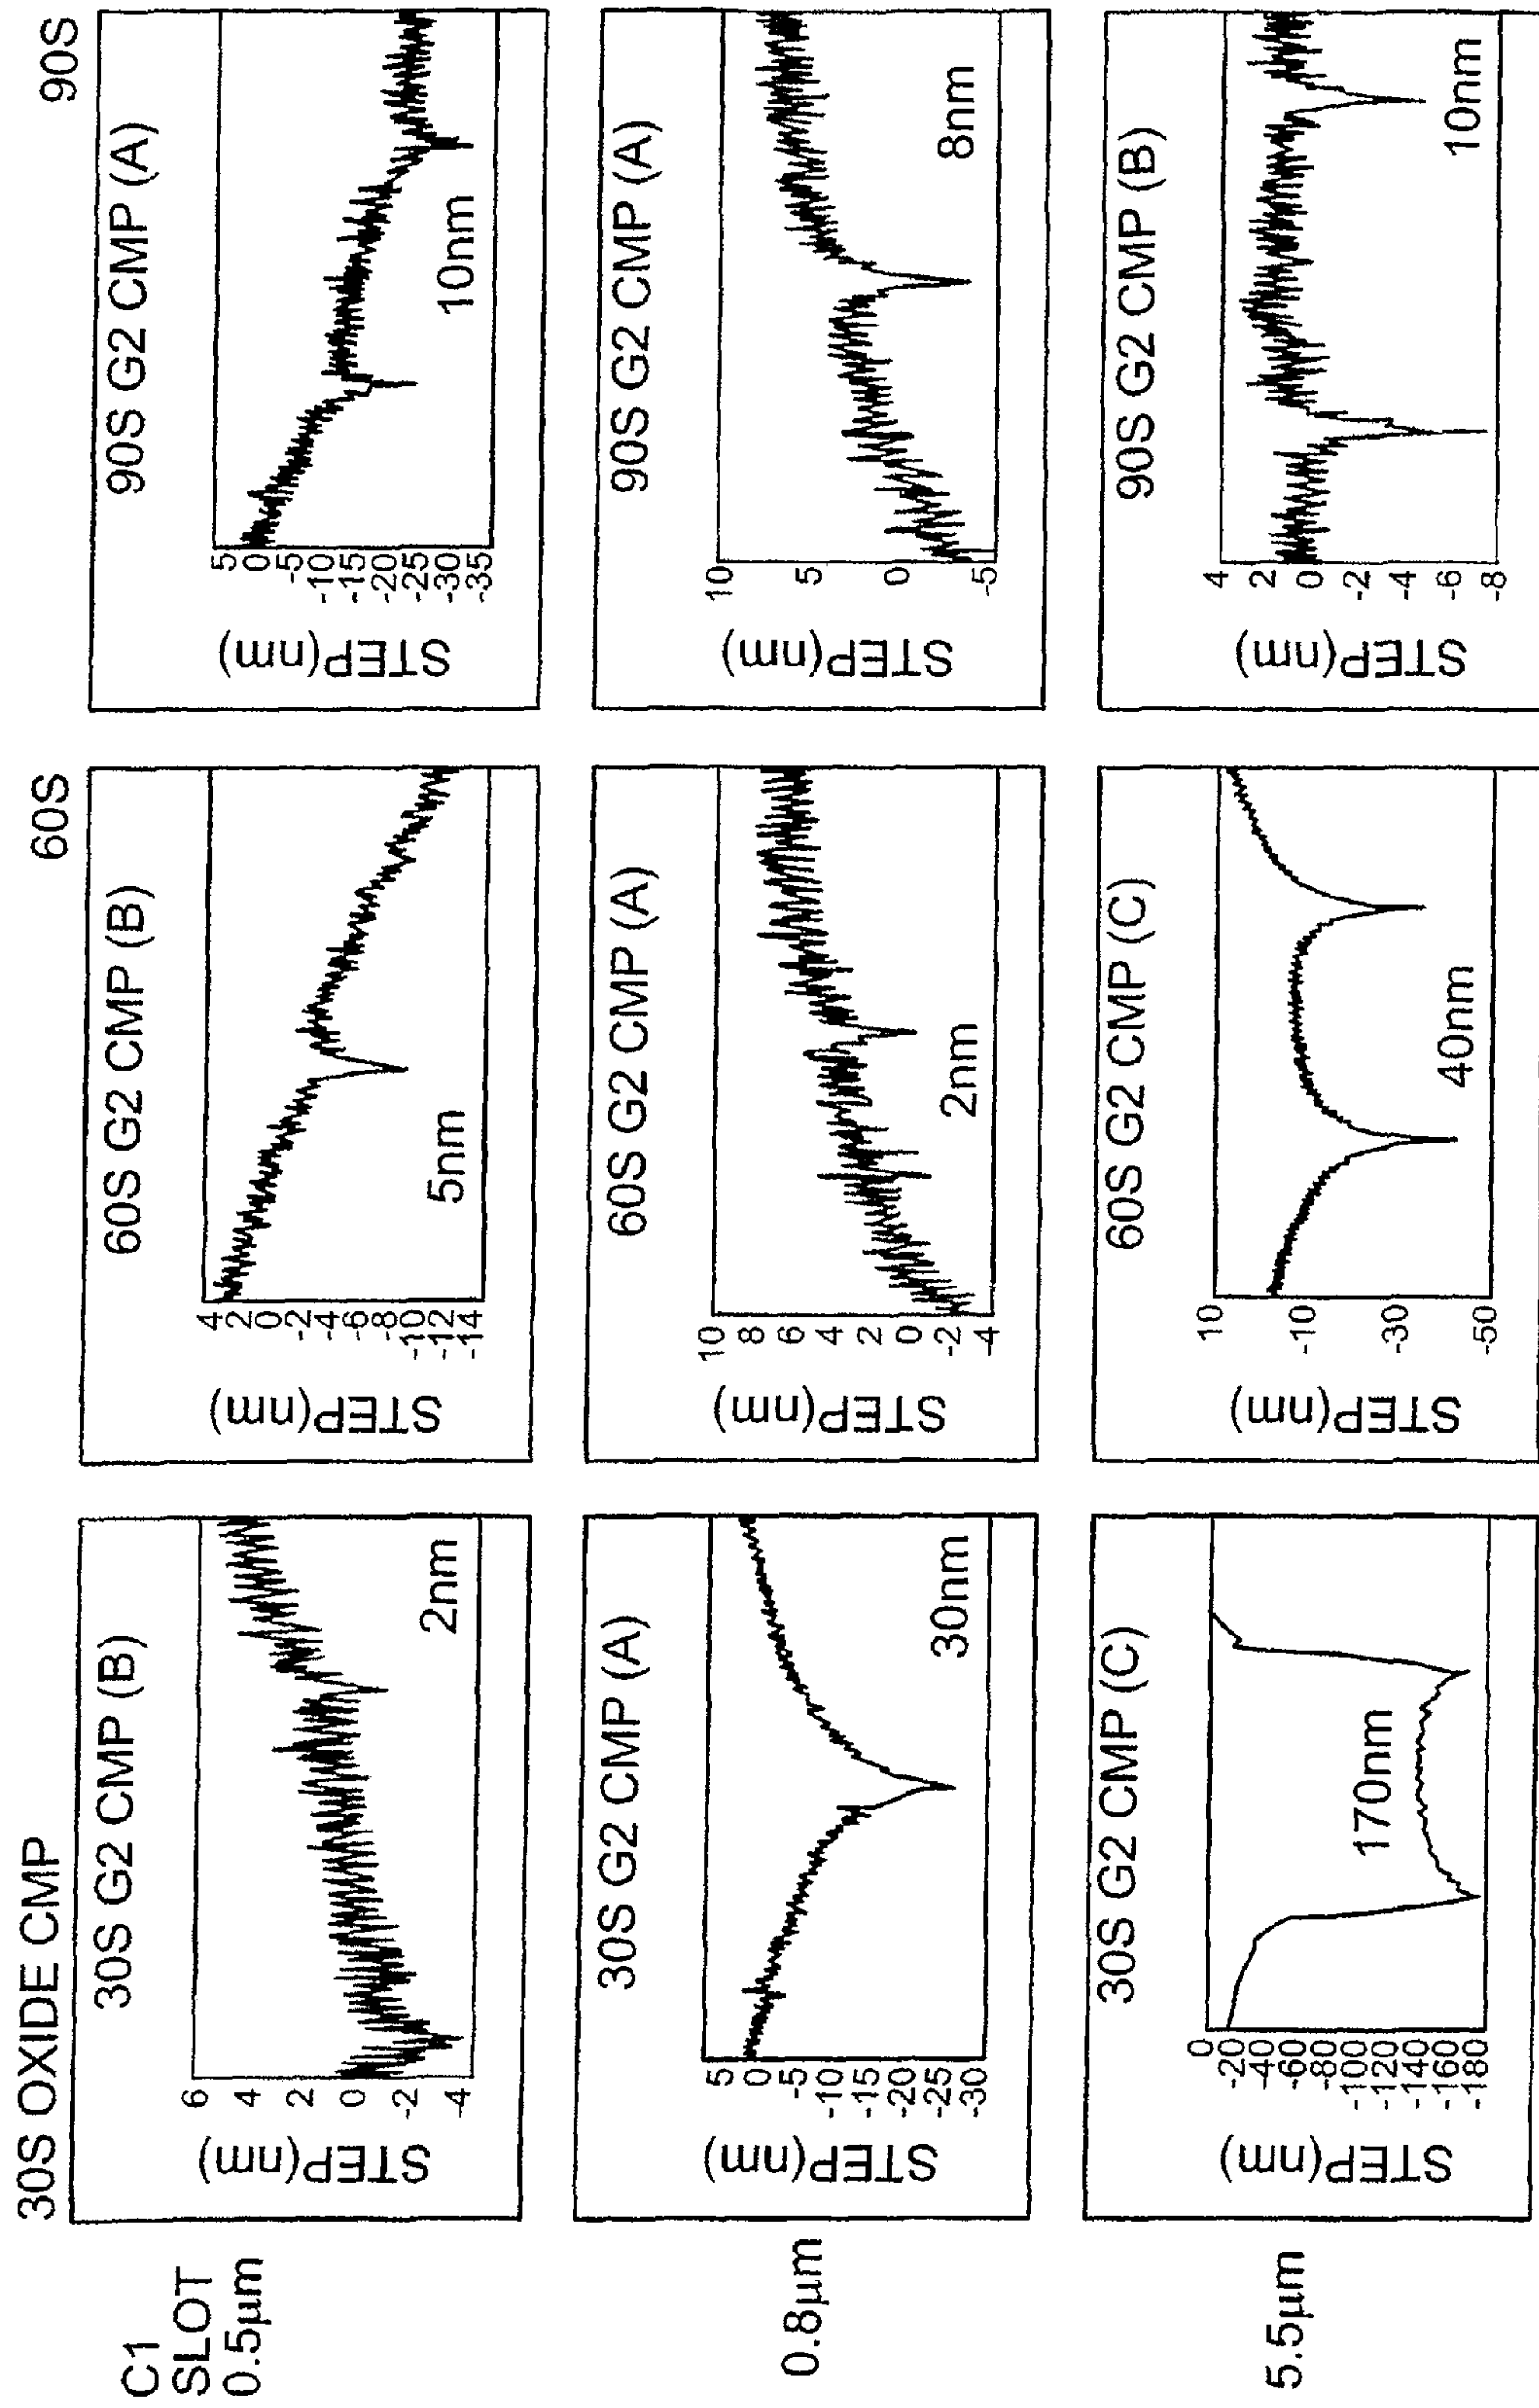 30S OXIDE CMP
60S
90S
C1
SLOT
0.5µm
30S G2 CMP (B)
STEP(nm)
6
4
2
0
-2
-4
2nm
60S G2 CMP (B)
STEP(nm)
4
2
0
-2
-4
-6
-8
-10
-12
-14
5nm
90S G2 CMP (A)
STEP(nm)
5
0
-5
-10
-15
-20
-25
-30
-35
10nm
0.8µm
30S G2 CMP (A)
STEP(nm)
5
0
-5
-10
-15
-20
-25
-30
30nm
60S G2 CMP (A)
STEP(nm)
10
8
6
4
2
0
-2
-4
2nm
90S G2 CMP (A)
STEP(nm)
10
5
0
-5
8nm
5.5µm
30S G2 CMP (C)
STEP(nm)
0
-20
-40
-60
-80
-100
-120
-140
-160
-180
170nm
60S G2 CMP (C)
STEP(nm)
10
-10
-30
-50
40nm
90S G2 CMP (B)
STEP(nm)
4
2
0
-2
-4
-6
-8
10nm